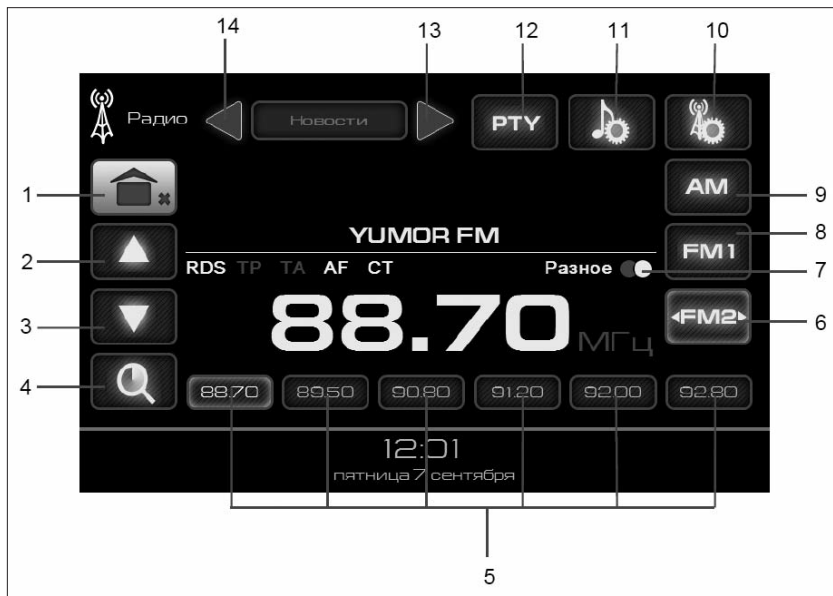 14 13 12 11 10
Радио Новости PTY
1 AM 9
YUMOR FM
2 RDS TP TA AF CT Разное 7 FM1 8
3 88.70 МГц FM2 6
4 88.70 89.50 90.80 91.20 92.00 92.80
12:01
пятница 7 сентября
5